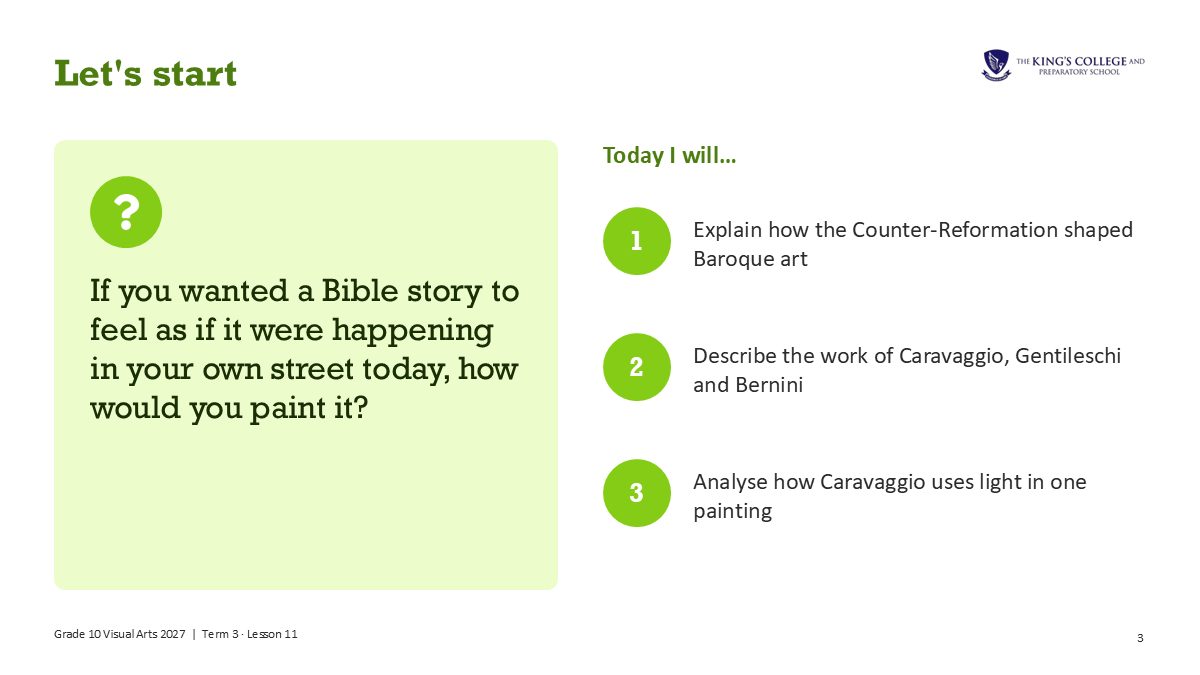 Let's start
THE KING'S COLLEGE AND
PREPARATORY SCHOOL
?
If you wanted a Bible story to
feel as if it were happening
in your own street today, how
would you paint it?
Today I will...
1
Explain how the Counter-Reformation shaped
Baroque art
2
Describe the work of Caravaggio, Gentileschi
and Bernini
3
Analyse how Caravaggio uses light in one
painting
Grade 10 Visual Arts 2027 | Term 3 · Lesson 11
3